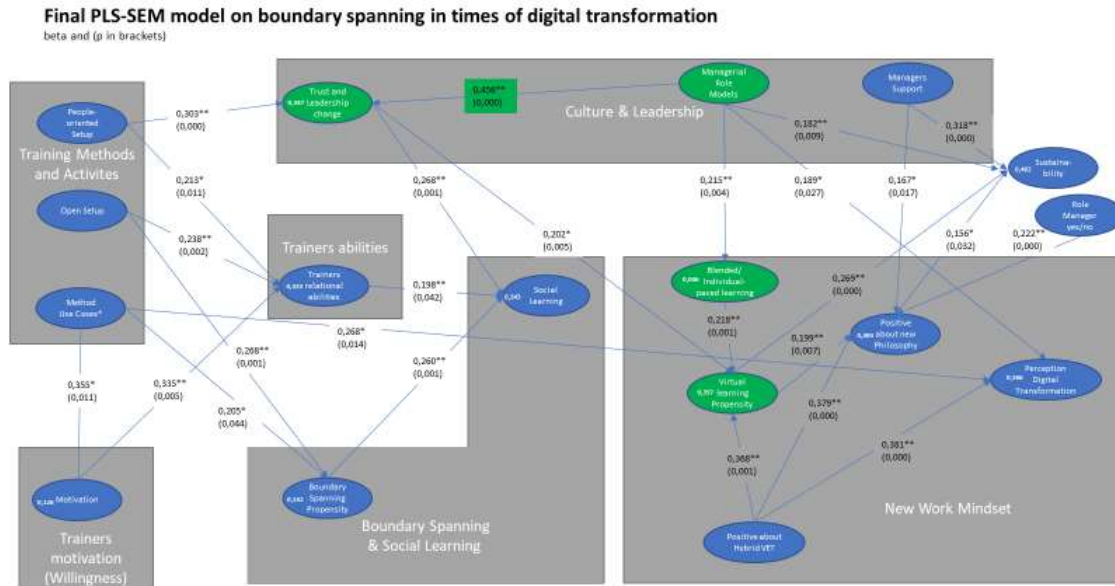 Final PLS-SEM model on boundary spanning in times of digital transformation
beta and (p in brackets)
People-
oriented
Setup
Training Methods
and Activites
Open Setup
Method
Use Cases*
0,303**
(0,000)
0,213*
(0,011)
0,238**
(0,002)
Trust and
Leadership
change
0,458**
(0,000)
Managerial
Role
Models
Managers
Support
Culture & Leadership
0,182**
(0,009)
0,318**
(0,000)
Sustaina-
bility
Role
Manager
yes/no
0,268**
(0,001)
0,215**
(0,004)
0,189*
(0,027)
0,167*
(0,017)
0,202*
(0,005)
0,156*
(0,032)
0,222**
(0,000)
Trainers abilities
Trainers
relational
abilities
0,198**
(0,042)
Social
Learning
Blended/
Individual-
paced learning
0,269**
(0,000)
0,268*
(0,014)
0,218**
(0,001)
0,199**
(0,007)
Positive
about new
Philosophy
0,268**
(0,001)
0,260**
(0,001)
Virtual
learning
Propensity
Perception
Digital
Transformation
0,355*
(0,011)
0,335**
(0,005)
0,205*
(0,044)
0,379**
(0,000)
0,368**
(0,001)
0,381**
(0,000)
Motivation
Trainers
motivation
(Willingness)
Boundary
Spanning
Propensity
Boundary Spanning
& Social Learning
Positive about
Hybrid VET
New Work Mindset